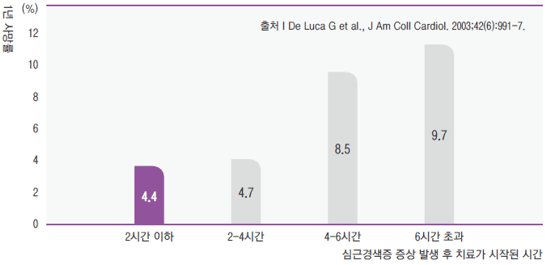 1년 사망률
(%)
출처 I De Luca G et al., J Am Coll Cardiol. 2003;42(6):991-7.
12
10
8
6
4
2
0
4.4
4.7
8.5
9.7
2시간 이하
2-4시간
4-6시간
6시간 초과
심근경색증 증상 발생 후 치료가 시작된 시간